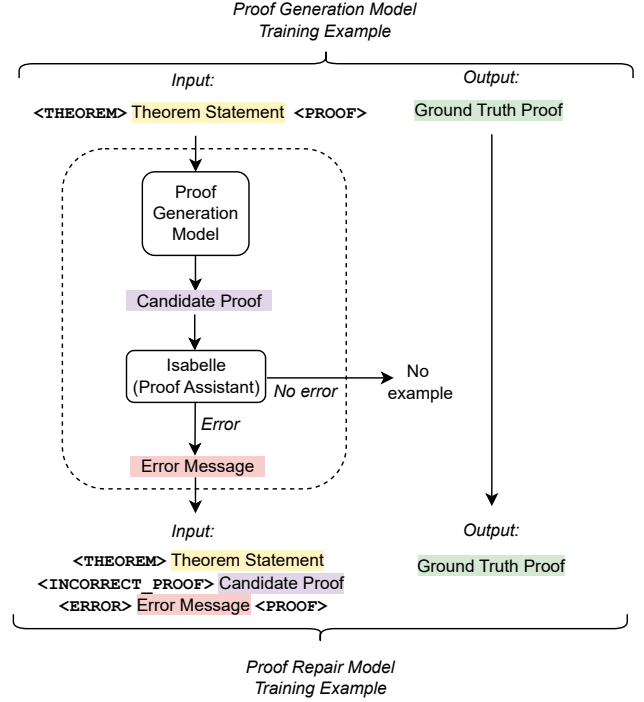 Proof Generation Model
Training Example
Input:
Output:
<THEOREM> Theorem Statement <PROOF>
Ground Truth Proof
Proof
Generation
Model
Candidate Proof
Isabelle
(Proof Assistant)
No error
No
example
Error
Error Message
Input:
Output:
<THEOREM> Theorem Statement
<INCORRECT_PROOF> Candidate Proof
<ERROR> Error Message <PROOF>
Ground Truth Proof
Proof Repair Model
Training Example